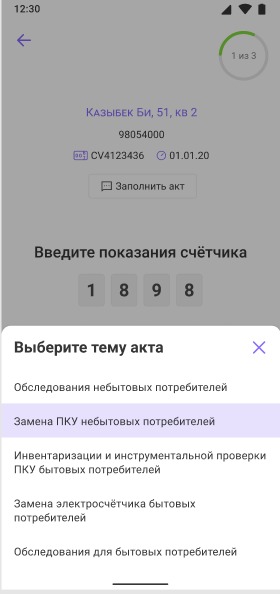 12:30
1 из 3
Казыбек Би, 51, кв 2
98054000
CV4123436 01.01.20
Заполнить акт
Введите показания счётчика
1 8 9 8
Выберите тему акта
Обследования небытовых потребителей
Замена ПКУ небытовых потребителей
Инвентаризации и инструментальной проверки
ПКУ бытовых потребителей
Замена электросчётчика бытовых
потребителей
Обследования для бытовых потребителей